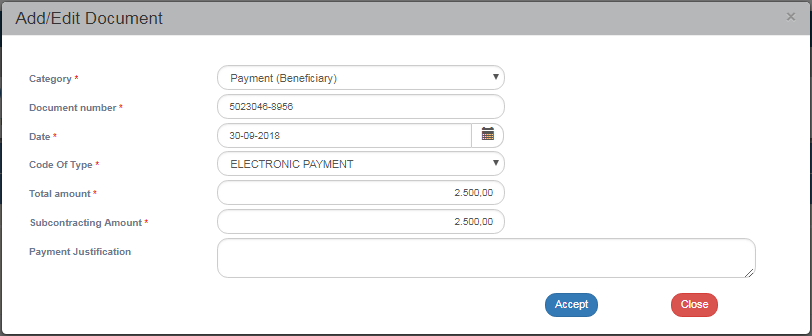 Add/Edit Document ×
Category * Payment (Beneficiary)
Document number * 5023046-8956
Date * 30-09-2018
Code Of Type * ELECTRONIC PAYMENT
Total amount * 2.500,00
Subcontracting Amount * 2.500,00
Payment Justification
Accept Close